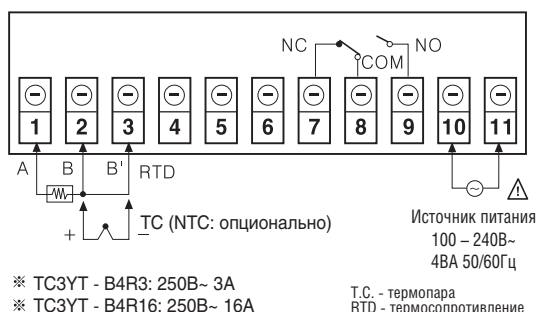 NC
NO
COM
1 2 3 4 5 6 7 8 9 10 11
A B B' RTD
+ – TC (NTC: опционально)
Источник питания
100 – 240В~
4ВА 50/60Гц
※ TC3YT - B4R3: 250В~ 3А
※ TC3YT - B4R16: 250В~ 16А
T.C. - термопара
RTD - термосопротивление